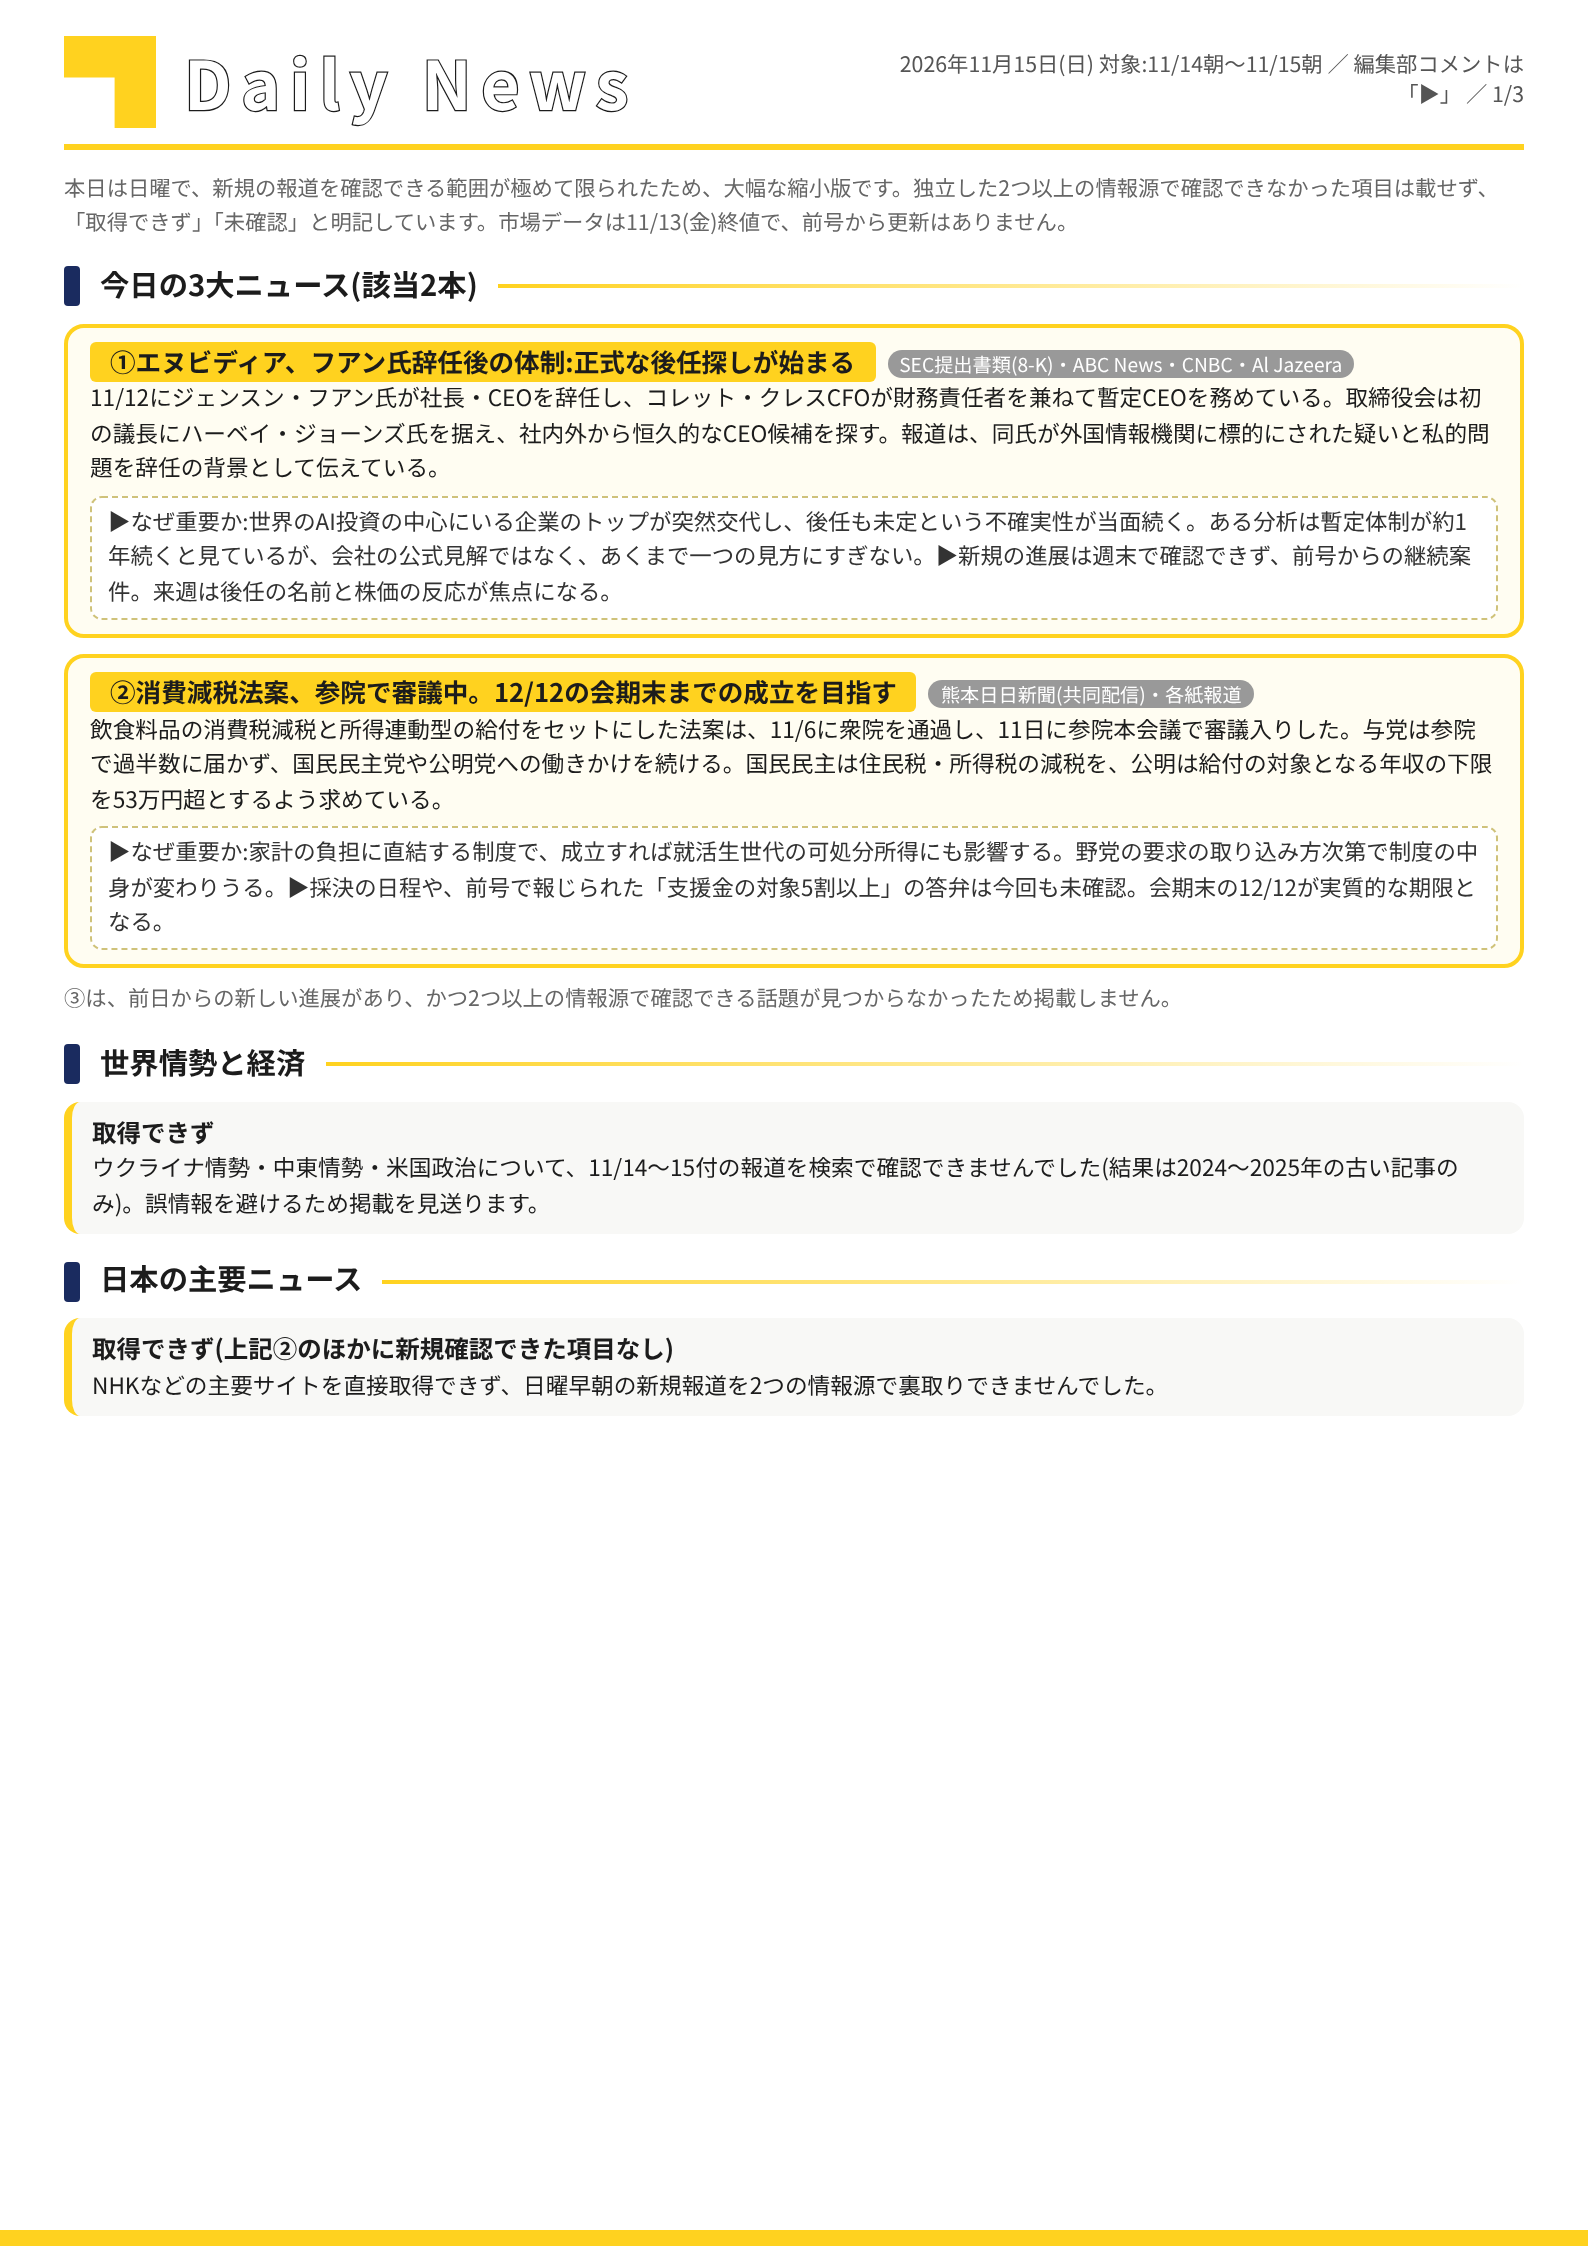 Daily News
2026年11月15日(日) 対象:11/14朝〜11/15朝 ／ 編集部コメントは
「▶」 ／ 1/3
本日は日曜で、新規の報道を確認できる範囲が極めて限られたため、大幅な縮小版です。独立した2つ以上の情報源で確認できなかった項目は載せず、
「取得できず」「未確認」と明記しています。市場データは11/13(金)終値で、前号から更新はありません。
今日の3大ニュース(該当2本)
①エヌビディア、フアン氏辞任後の体制:正式な後任探しが始まる
SEC提出書類(8-K)・ABC News・CNBC・Al Jazeera
11/12にジェンスン・フアン氏が社長・CEOを辞任し、コレット・クレスCFOが財務責任者を兼ねて暫定CEOを務めている。取締役会は初
の議長にハーベイ・ジョーンズ氏を据え、社内外から恒久的なCEO候補を探す。報道は、同氏が外国情報機関に標的にされた疑いと私的問
題を辞任の背景として伝えている。
▶なぜ重要か:世界のAI投資の中心にいる企業のトップが突然交代し、後任も未定という不確実性が当面続く。ある分析は暫定体制が約1
年続くと見ているが、会社の公式見解ではなく、あくまで一つの見方にすぎない。▶新規の進展は週末で確認できず、前号からの継続案
件。来週は後任の名前と株価の反応が焦点になる。
②消費減税法案、参院で審議中。12/12の会期末までの成立を目指す
熊本日日新聞(共同配信)・各紙報道
飲食料品の消費税減税と所得連動型の給付をセットにした法案は、11/6に衆院を通過し、11日に参院本会議で審議入りした。与党は参院
で過半数に届かず、国民民主党や公明党への働きかけを続ける。国民民主は住民税・所得税の減税を、公明は給付の対象となる年収の下限
を53万円超とするよう求めている。
▶なぜ重要か:家計の負担に直結する制度で、成立すれば就活生世代の可処分所得にも影響する。野党の要求の取り込み方次第で制度の中
身が変わりうる。▶採決の日程や、前号で報じられた「支援金の対象5割以上」の答弁は今回も未確認。会期末の12/12が実質的な期限と
なる。
③は、前日からの新しい進展があり、かつ2つ以上の情報源で確認できる話題が見つからなかったため掲載しません。
世界情勢と経済
取得できず
ウクライナ情勢・中東情勢・米国政治について、11/14〜15付の報道を検索で確認できませんでした(結果は2024〜2025年の古い記事の
み)。誤情報を避けるため掲載を見送ります。
日本の主要ニュース
取得できず(上記②のほかに新規確認できた項目なし)
NHKなどの主要サイトを直接取得できず、日曜早朝の新規報道を2つの情報源で裏取りできませんでした。